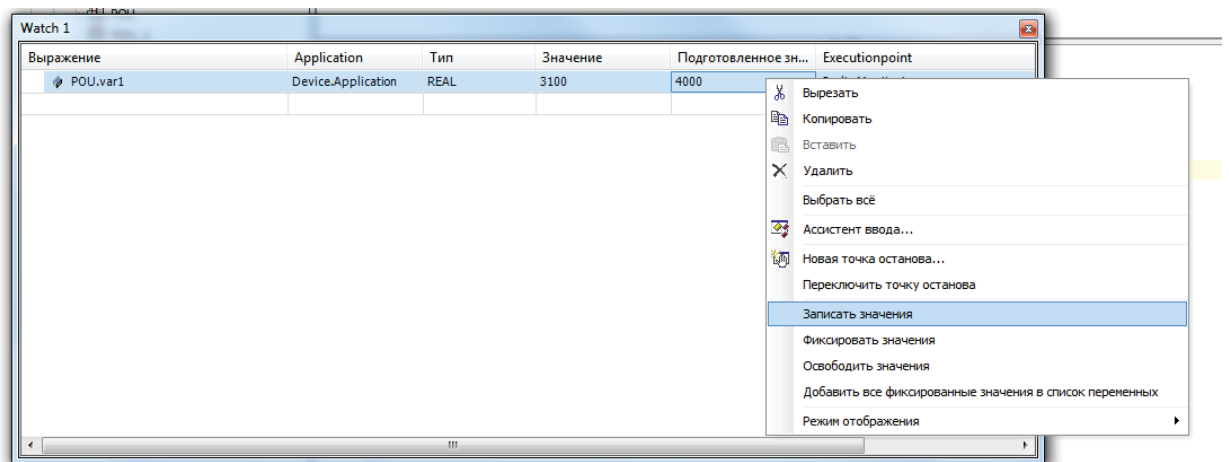 Watch 1
Выражение Application Тип Значение Подготовленное зн... Executionpoint
POU.var1 Device.Application REAL 3100 4000
Вырезать
Копировать
Вставить
Удалить
Выбрать всё
Ассистент ввода...
Новая точка останова...
Переключить точку останова
Записать значения
Фиксировать значения
Освободить значения
Добавить все фиксированные значения в список переменных
Режим отображения